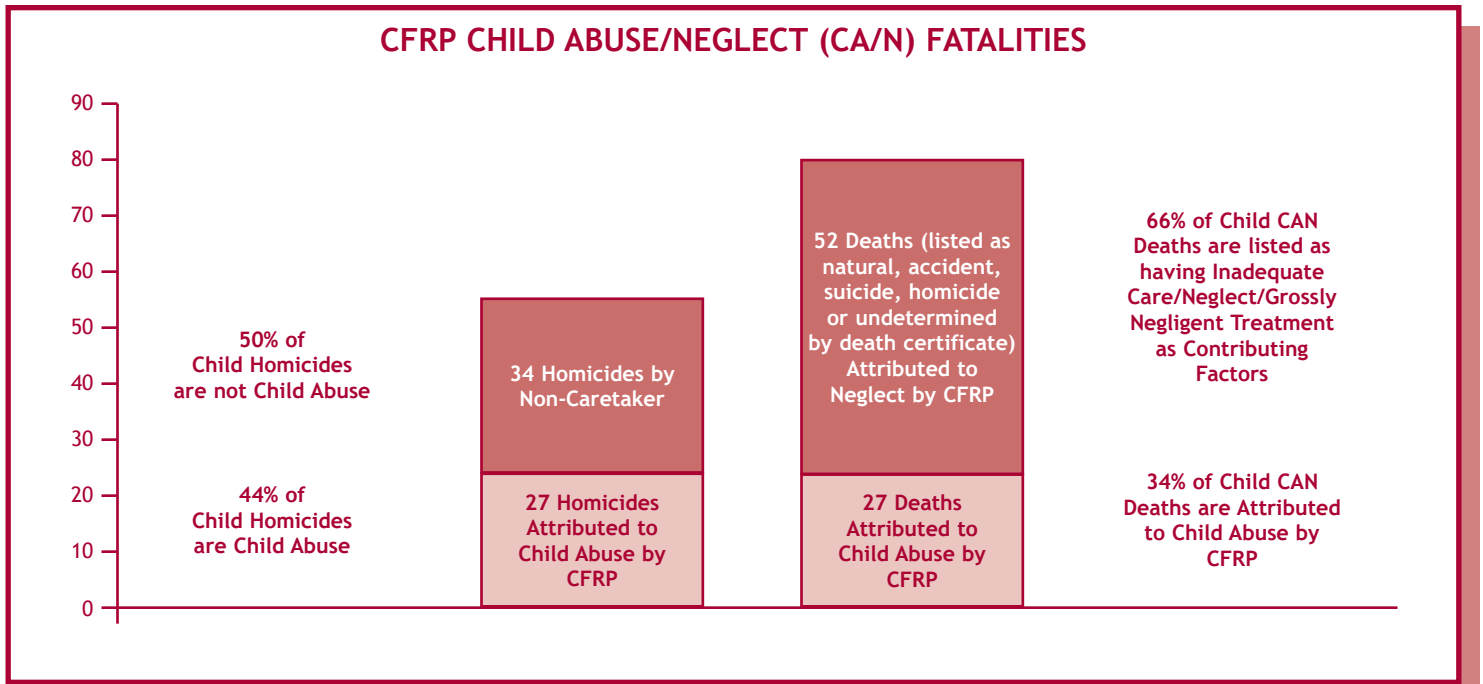 CFRP CHILD ABUSE/NEGLECT (CA/N) FATALITIES
90
80
70
60
50
40
30
20
10
0
50% of
Child Homicides
are not Child Abuse
44% of
Child Homicides
are Child Abuse
34 Homicides by
Non-Caretaker
27 Homicides
Attributed to
Child Abuse by
CFRP
52 Deaths (listed as
natural, accident,
suicide, homicide
or undetermined
by death certificate)
Attributed to
Neglect by CFRP
27 Deaths
Attributed to
Child Abuse by
CFRP
66% of Child CAN
Deaths are listed as
having Inadequate
Care/Neglect/Grossly
Negligent Treatment
as Contributing
Factors
34% of Child CAN
Deaths are Attributed
to Child Abuse by
CFRP